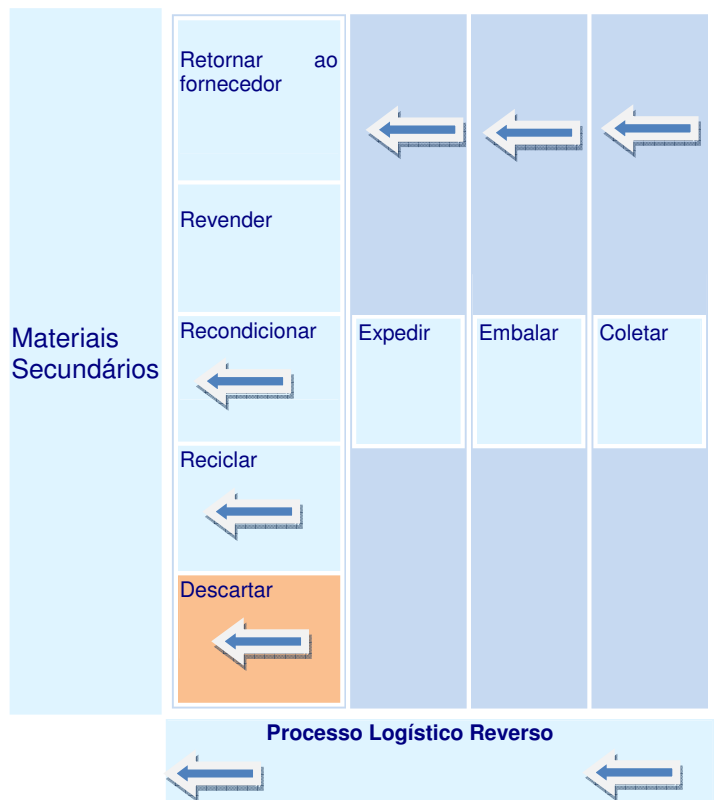 Retornar ao
fornecedor
Revender
Materiais
Secundários
Recondicionar
Expedir
Embalar
Coletar
Reciclar
Descartar
Processo Logístico Reverso